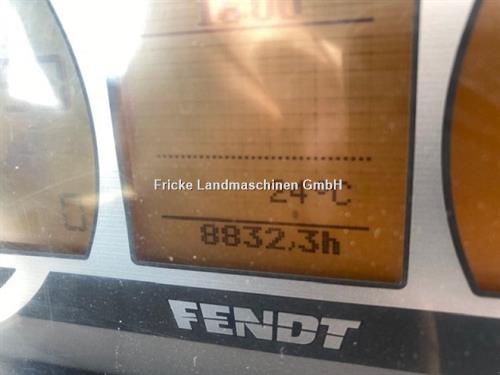 Fricke Landmaschinen GmbH
24°C
8832,3h
FENDT